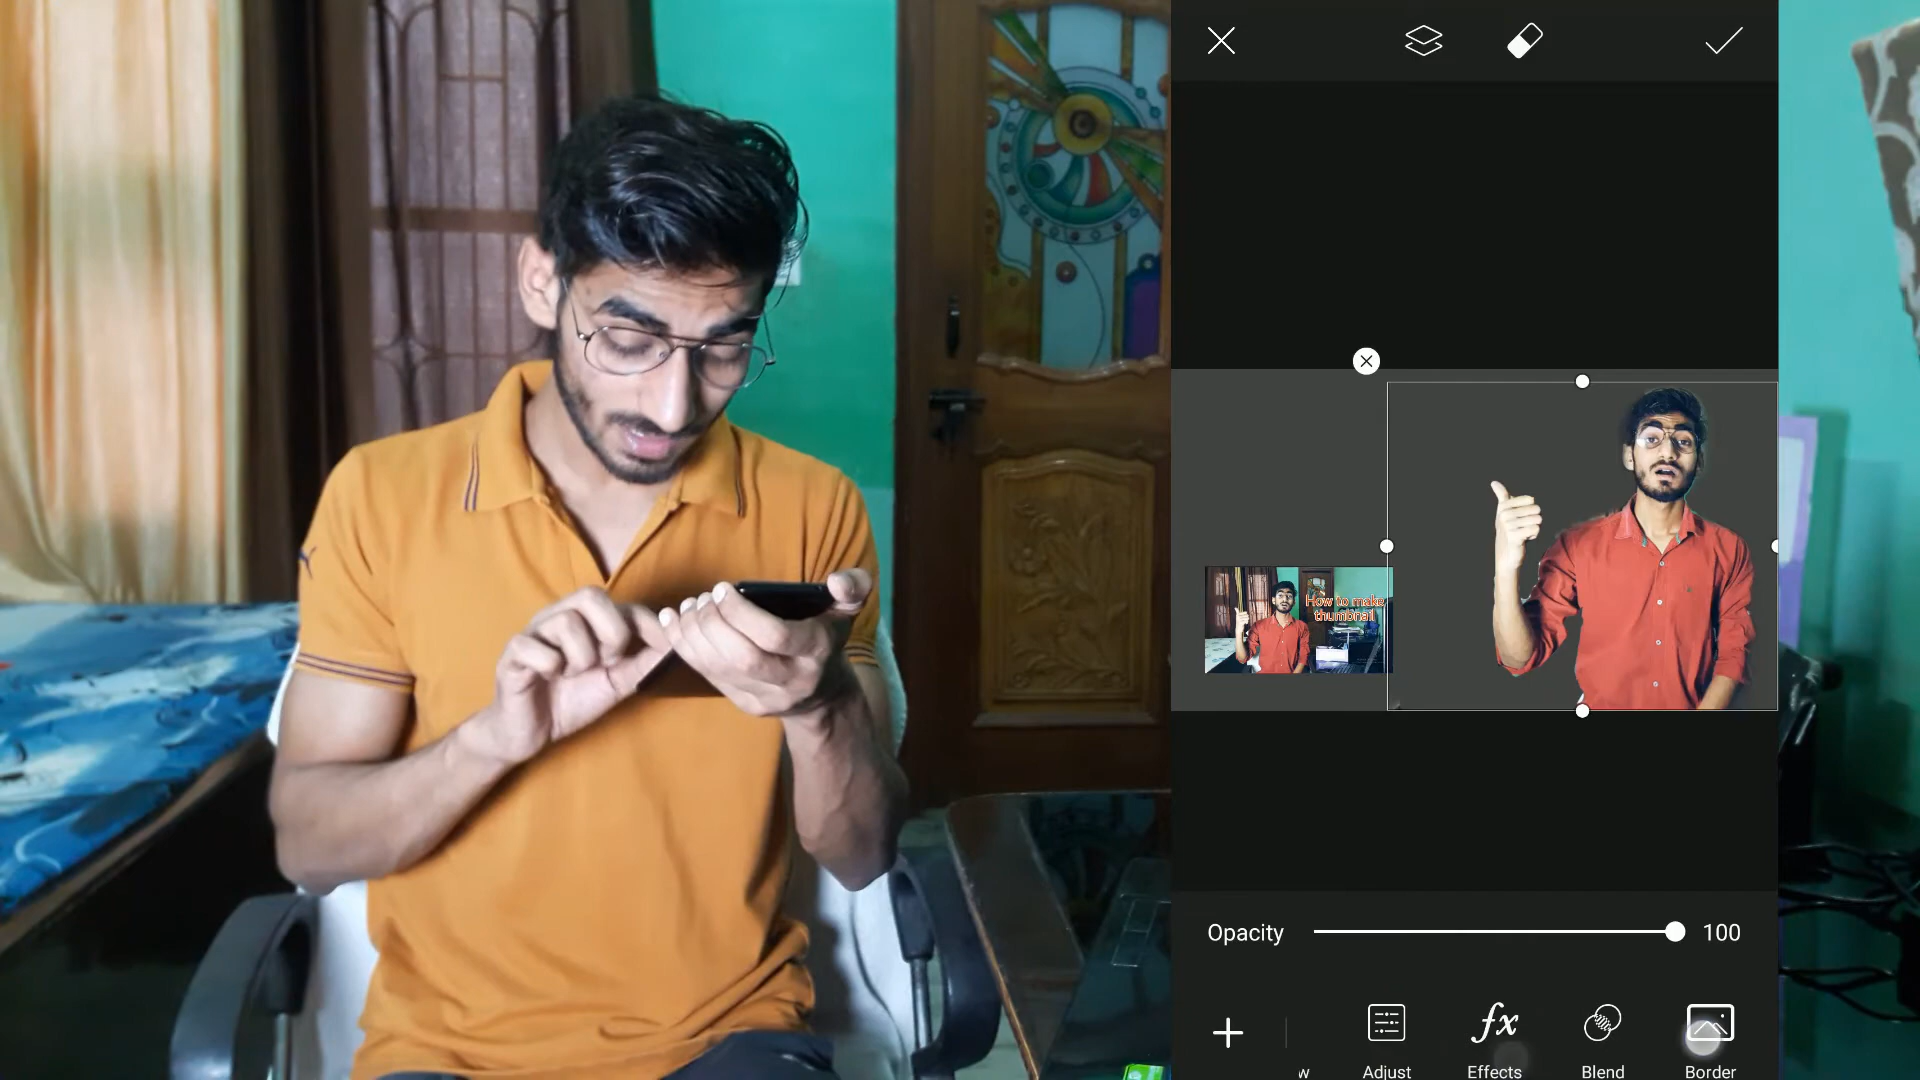 How to make
thumbnail
Opacity
100
w
Adjust
Effects
Blend
Border